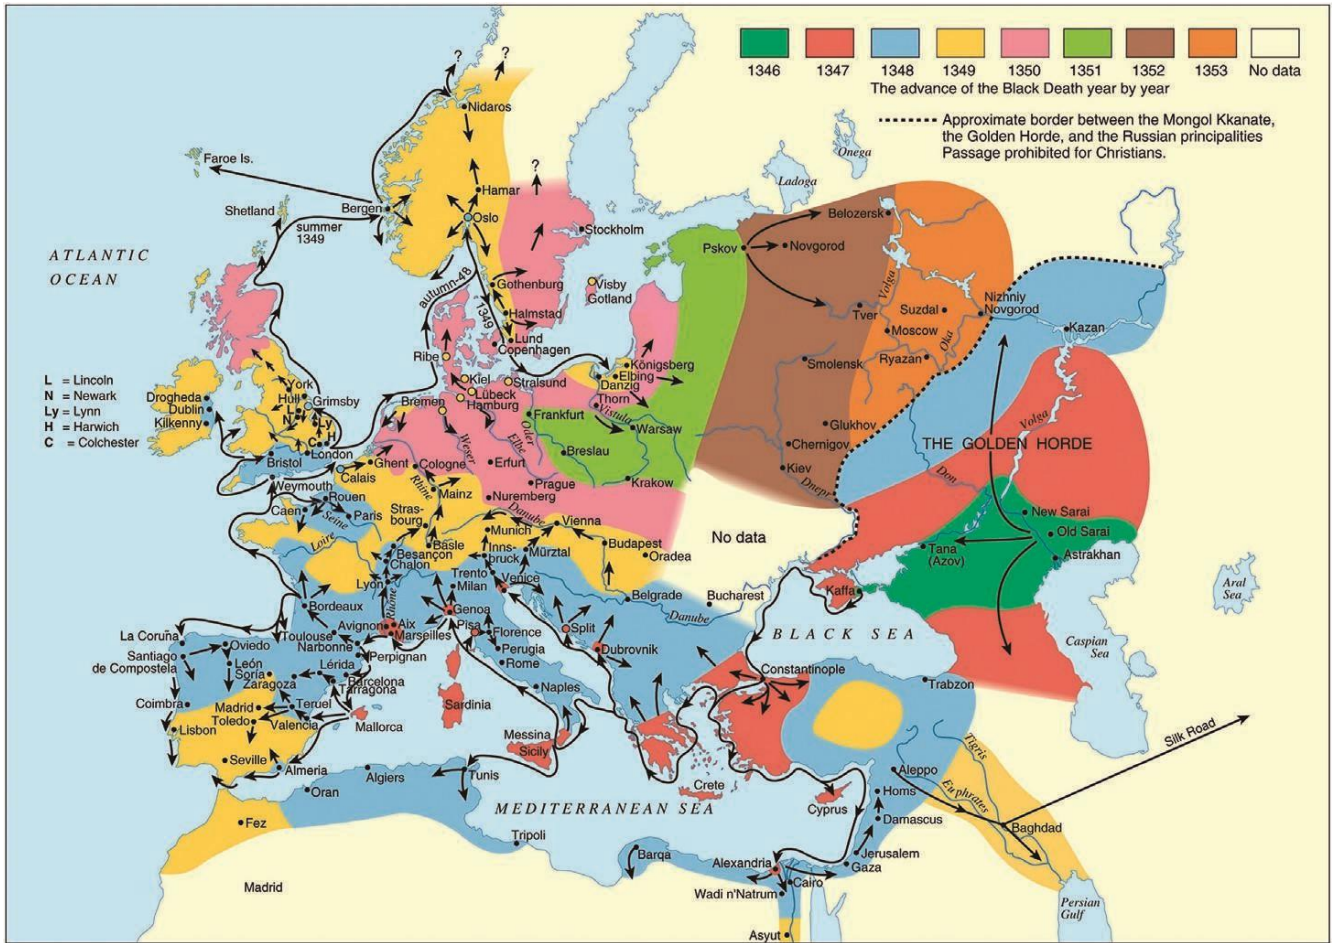 1346
1347
1348
1349
1350
1351
1352
1353
No data
The advance of the Black Death year by year
Approximate border between the Mongol Kkanate,
the Golden Horde, and the Russian principalities
Passage prohibited for Christians.
?
?
Nidaros
Onega
Faroe Is.
Ladoga
?
Hamar
Shetland
Bergen
Oslo
Belozersk
summer
1349
Stockholm
Pskov
Novgorod
ATLANTIC
OCEAN
autumn-48
Gothenburg
Visby
Gotland
Volga
1349
Halmstad
Tver
Suzdal
Nizhniy
Novgorod
Moscow
Kazan
Lund
Copenhagen
Oka
Ribe
Smolensk
Ryazan
Königsberg
Elbing
Danzig
Thorn
Kiel
Stralsund
Lübeck
Hamburg
L = Lincoln
N = Newark
Ly = Lynn
H = Harwich
C = Colchester
York
Hull
Grimsby
L
N
Ly
H
C
Drogheda
Dublin
Kilkenny
Bremen
Frankfurt
Vistula
Warsaw
Glukhov
Volga
THE GOLDEN HORDE
Weser
Elbe
Oder
Breslau
Chernigov
Bristol
London
Ghent
Cologne
Erfurt
Kiev
Don
Calais
Weymouth
Rhine
Mainz
Prague
Krakow
Dnepr
Rouen
Nuremberg
Caen
Seine
Paris
Stras-
bourg
Danube
Vienna
New Sarai
Old Sarai
Munich
Loire
No data
Basle
Besançon
Chalon
Inns-
bruck
Mürztal
Budapest
Oradea
Tana
(Azov)
Astrakhan
Lyon
Trento
Milan
Venice
Rhône
Kaffa
Aral
Sea
Bordeaux
Belgrade
Bucharest
Danube
Genoa
Avignon
Aix
Marseilles
Pisa
Florence
Split
BLACK SEA
Caspian
Sea
La Coruña
Oviedo
Toulouse
Narbonne
Perpignan
Perugia
Rome
Dubrovnik
Santiago
de Compostela
León
Soria
Lérida
Zaragoza
Barcelona
Tarragona
Constantinople
Trabzon
Naples
Coimbra
Madrid
Teruel
Toledo
Valencia
Mallorca
Sardinia
Lisbon
Messina
Sicily
Silk Road
Tigris
Seville
Almeria
Algiers
Tunis
Crete
Aleppo
Oran
Cyprus
Homs
Euphrates
MEDITERRANEAN SEA
Damascus
Fez
Baghdad
Tripoli
Barqa
Alexandria
Jerusalem
Gaza
Cairo
Wadi n'Natrum
Madrid
Persian
Gulf
Asyut